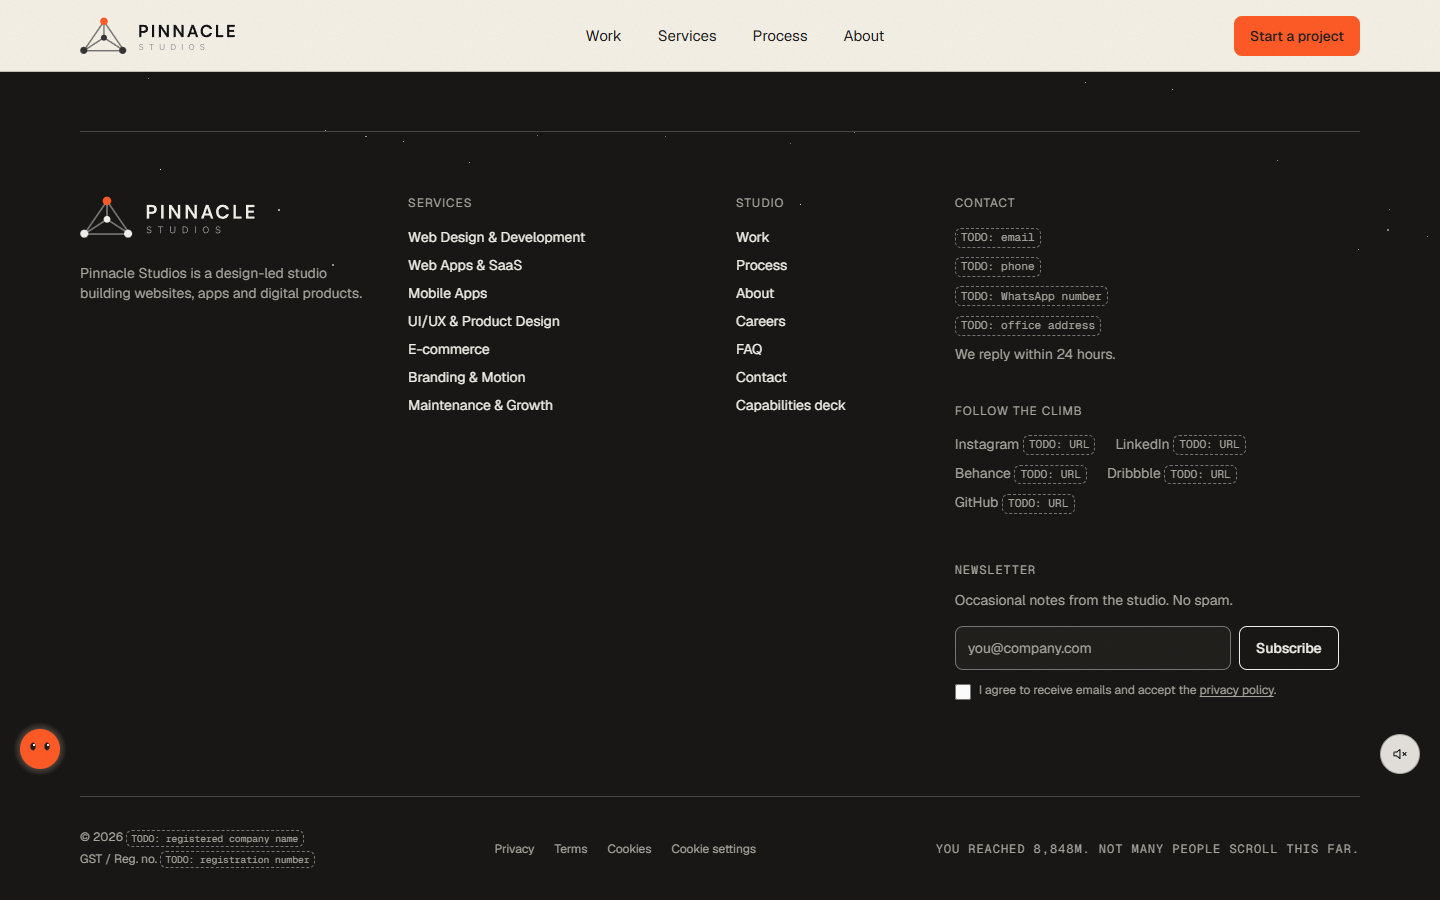 PINNACLE
STUDIOS
Work
Services
Process
About
Start a project
PINNACLE
STUDIOS
Pinnacle Studios is a design-led studio
building websites, apps and digital products.
SERVICES
Web Design & Development
Web Apps & SaaS
Mobile Apps
UI/UX & Product Design
E-commerce
Branding & Motion
Maintenance & Growth
STUDIO
Work
Process
About
Careers
FAQ
Contact
Capabilities deck
CONTACT
TODO: email
TODO: phone
TODO: WhatsApp number
TODO: office address
We reply within 24 hours.
FOLLOW THE CLIMB
Instagram TODO: URL LinkedIn TODO: URL
Behance TODO: URL Dribbble TODO: URL
GitHub TODO: URL
NEWSLETTER
Occasional notes from the studio. No spam.
you@company.com
Subscribe
I agree to receive emails and accept the privacy policy.
© 2026 TODO: registered company name
GST / Reg. no. TODO: registration number
Privacy
Terms
Cookies
Cookie settings
YOU REACHED 8,848M. NOT MANY PEOPLE SCROLL THIS FAR.